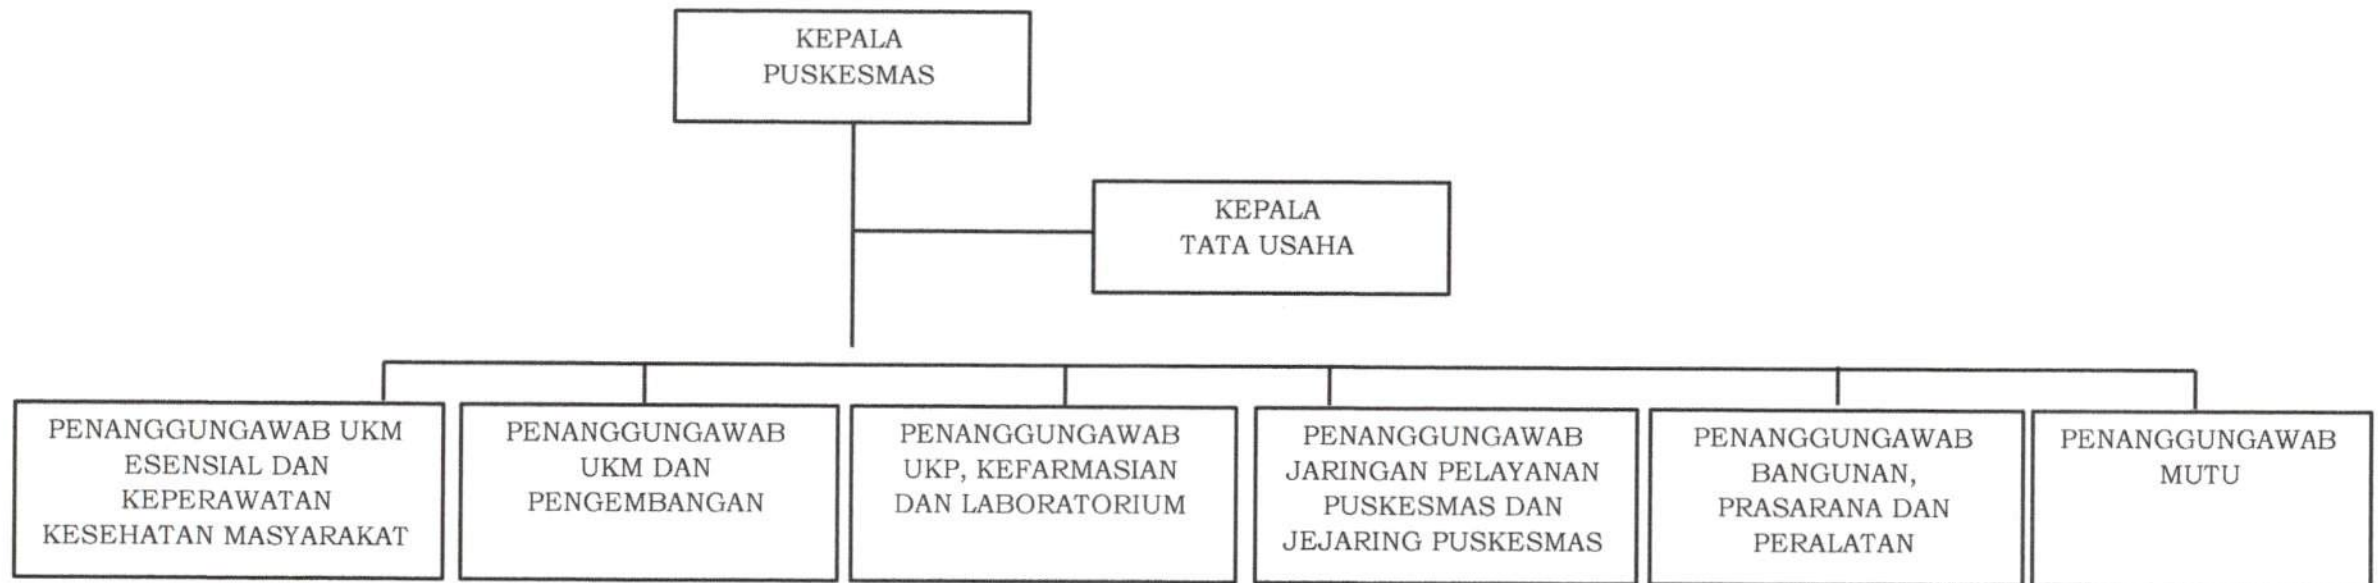 KEPALA
PUSKESMAS
KEPALA
TATA USAHA
PENANGGUNGAWAB UKM
ESENSIAL DAN
KEPERAWATAN
KESEHATAN MASYARAKAT
PENANGGUNGAWAB
UKM DAN
PENGEMBANGAN
PENANGGUNGAWAB
UKP, KEFARMASIAN
DAN LABORATORIUM
PENANGGUNGAWAB
JARINGAN PELAYANAN
PUSKESMAS DAN
JEJARING PUSKESMAS
PENANGGUNGAWAB
BANGUNAN,
PRASARANA DAN
PERALATAN
PENANGGUNGAWAB
MUTU